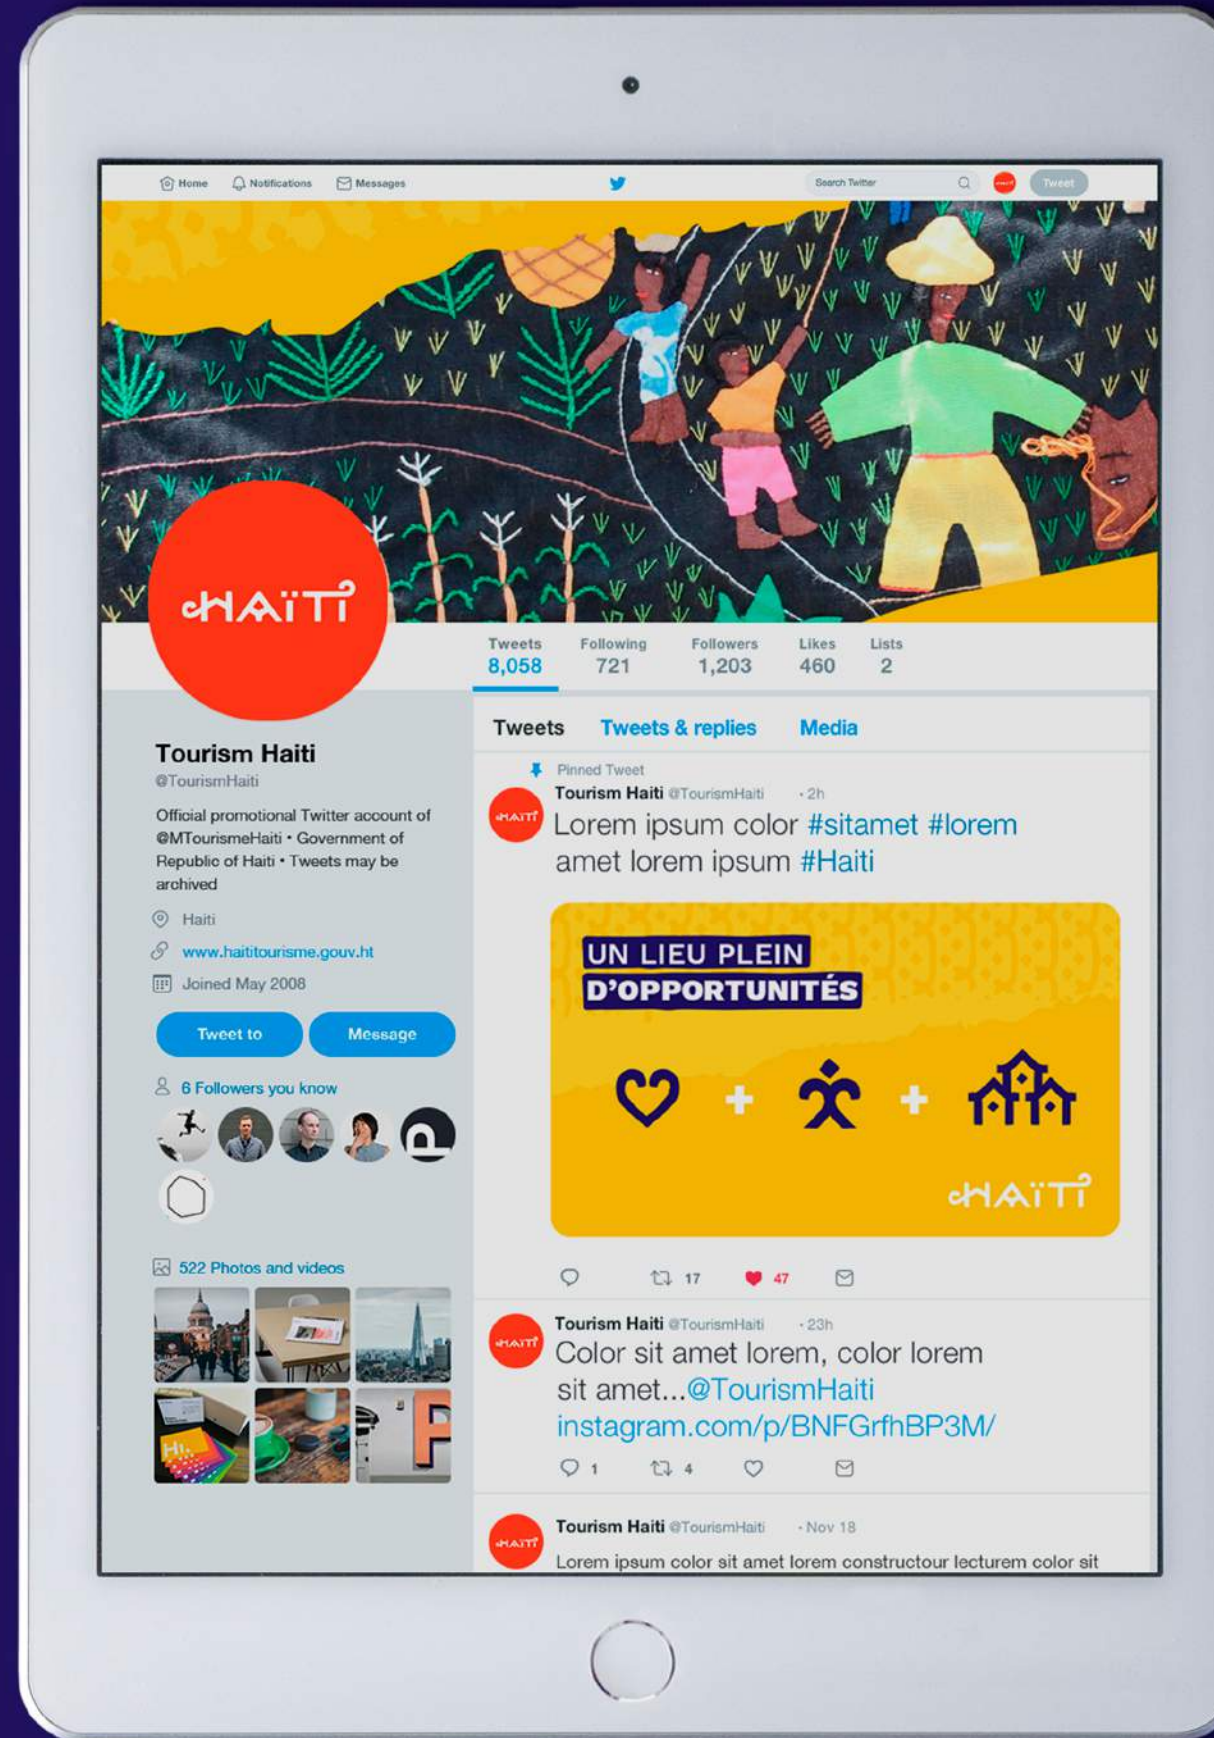 Home Notifications Messages Search Twitter Tweet
HAÏTI
Tweets Following Followers Likes Lists
8,058 721 1,203 460 2
Tourism Haiti
@TourismHaiti
Official promotional Twitter account of
@MTourismeHaiti • Government of
Republic of Haiti • Tweets may be
archived
Haiti
www.haititourisme.gouv.ht
Joined May 2008
Tweet to Message
6 Followers you know
P
522 Photos and videos
Hi.
P
Tweets Tweets & replies Media
Pinned Tweet
HAÏTI
Tourism Haiti @TourismHaiti · 2h
Lorem ipsum color #sitamet #lorem
amet lorem ipsum #Haiti
UN LIEU PLEIN
D'OPPORTUNITÉS
+ +
HAÏTI
17 47
HAÏTI
Tourism Haiti @TourismHaiti · 23h
Color sit amet lorem, color lorem
sit amet...@TourismHaiti
instagram.com/p/BNFGrfhBP3M/
1 4
HAÏTI
Tourism Haiti @TourismHaiti · Nov 18
Lorem ipsum color sit amet lorem constructour lecturem color sit